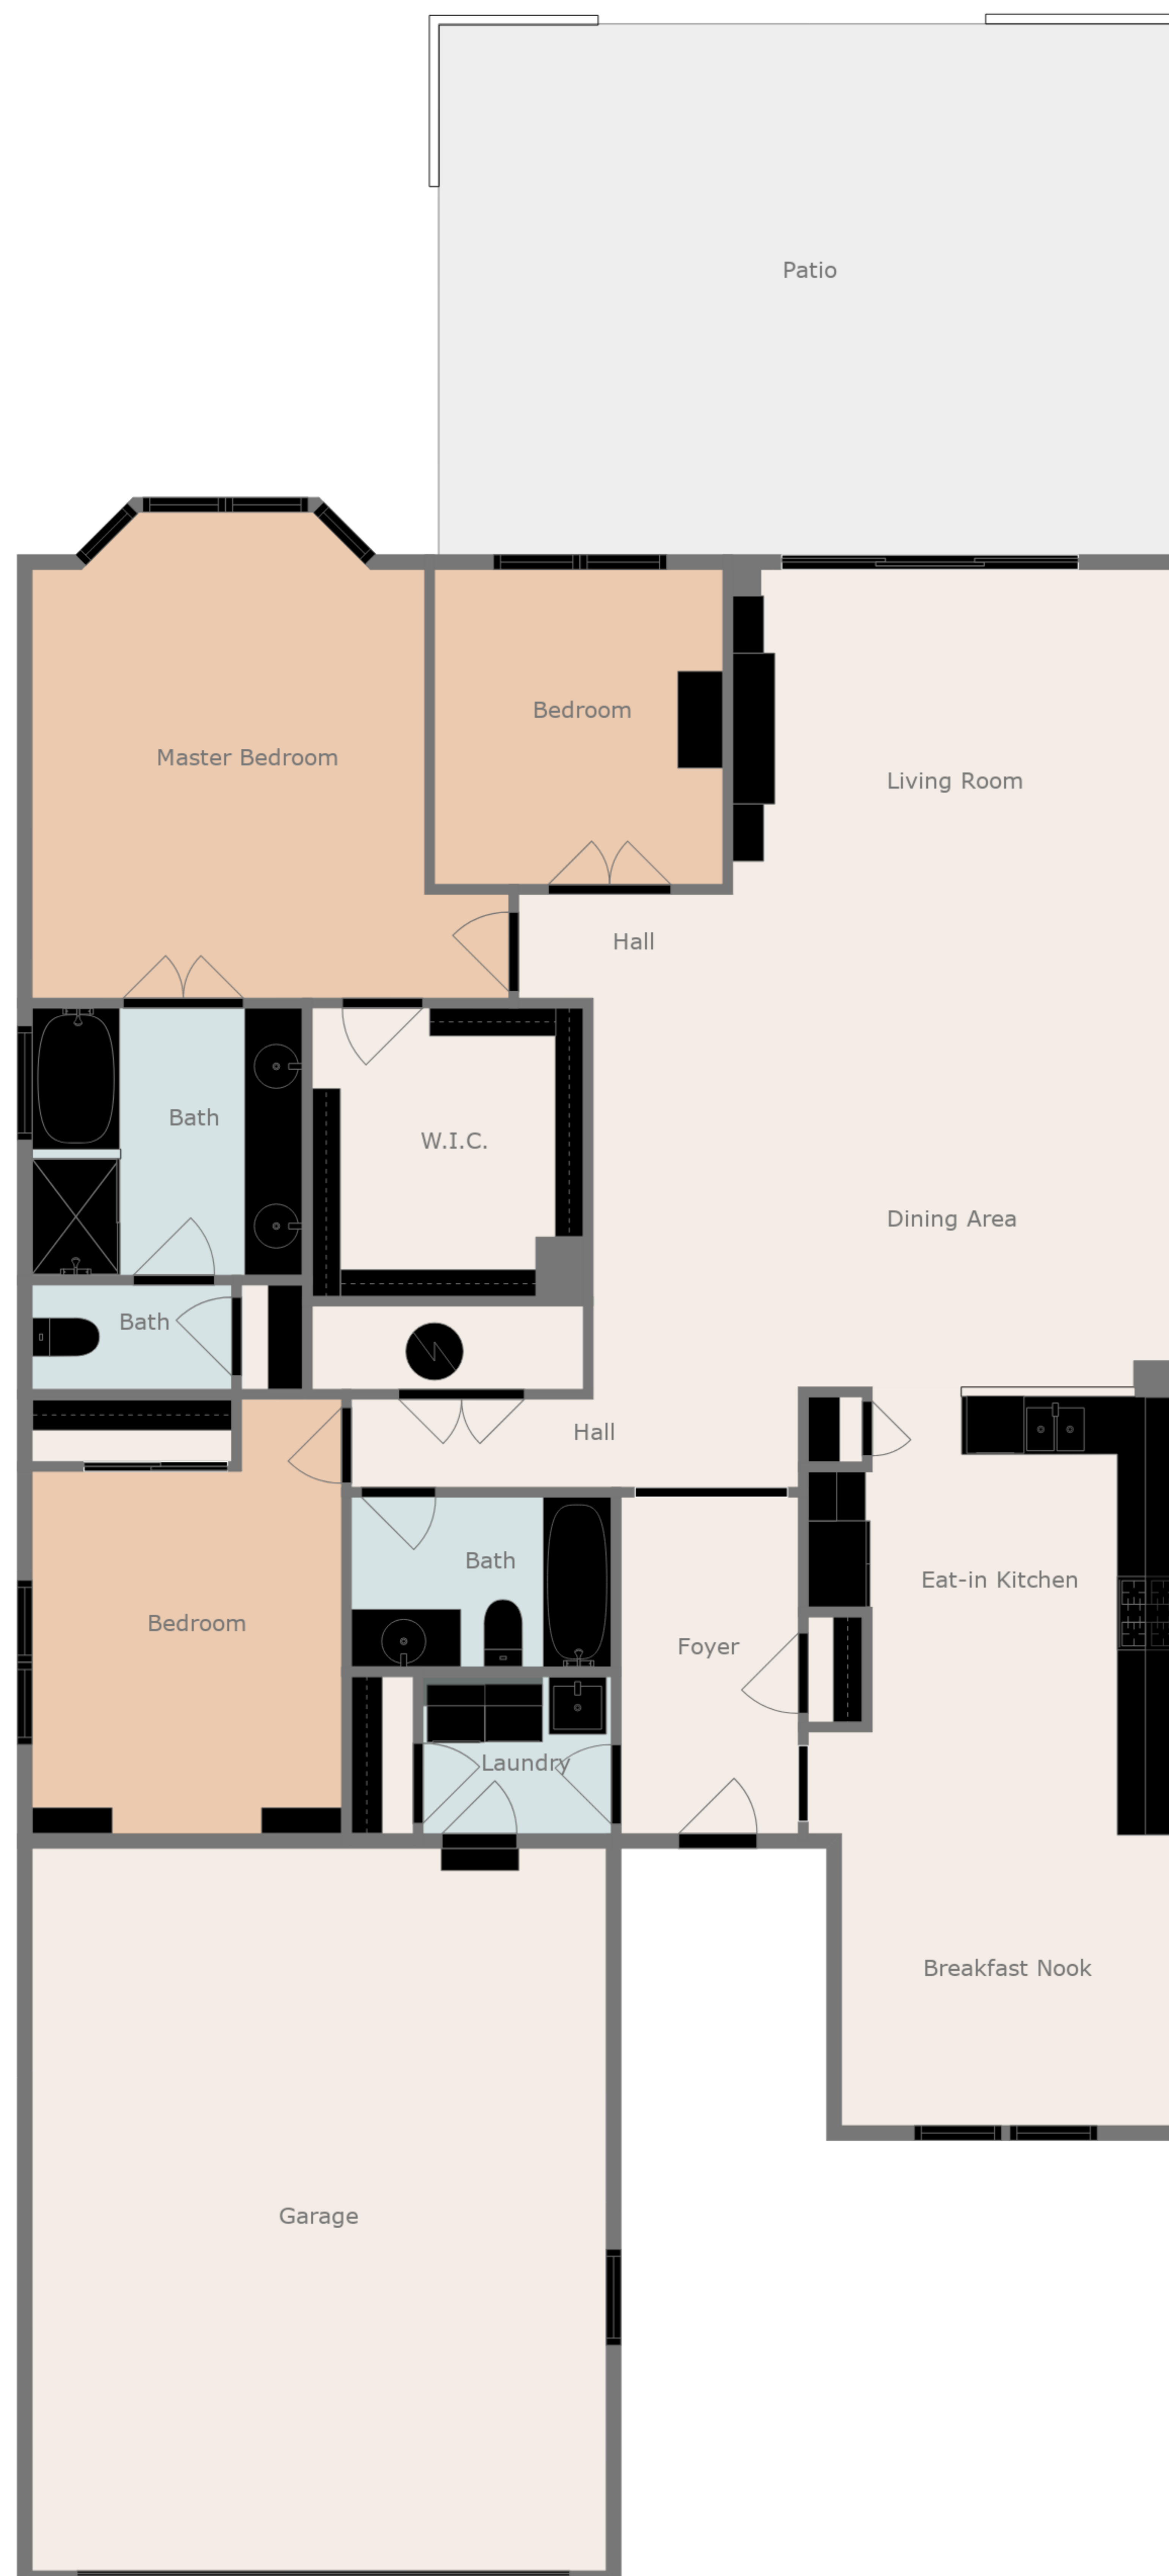 Patio
Bedroom
Master Bedroom
Living Room
Hall
Bath
W.I.C.
Dining Area
Bath
Hall
Bath
Eat-in Kitchen
Bedroom
Foyer
Laundry
Breakfast Nook
Garage